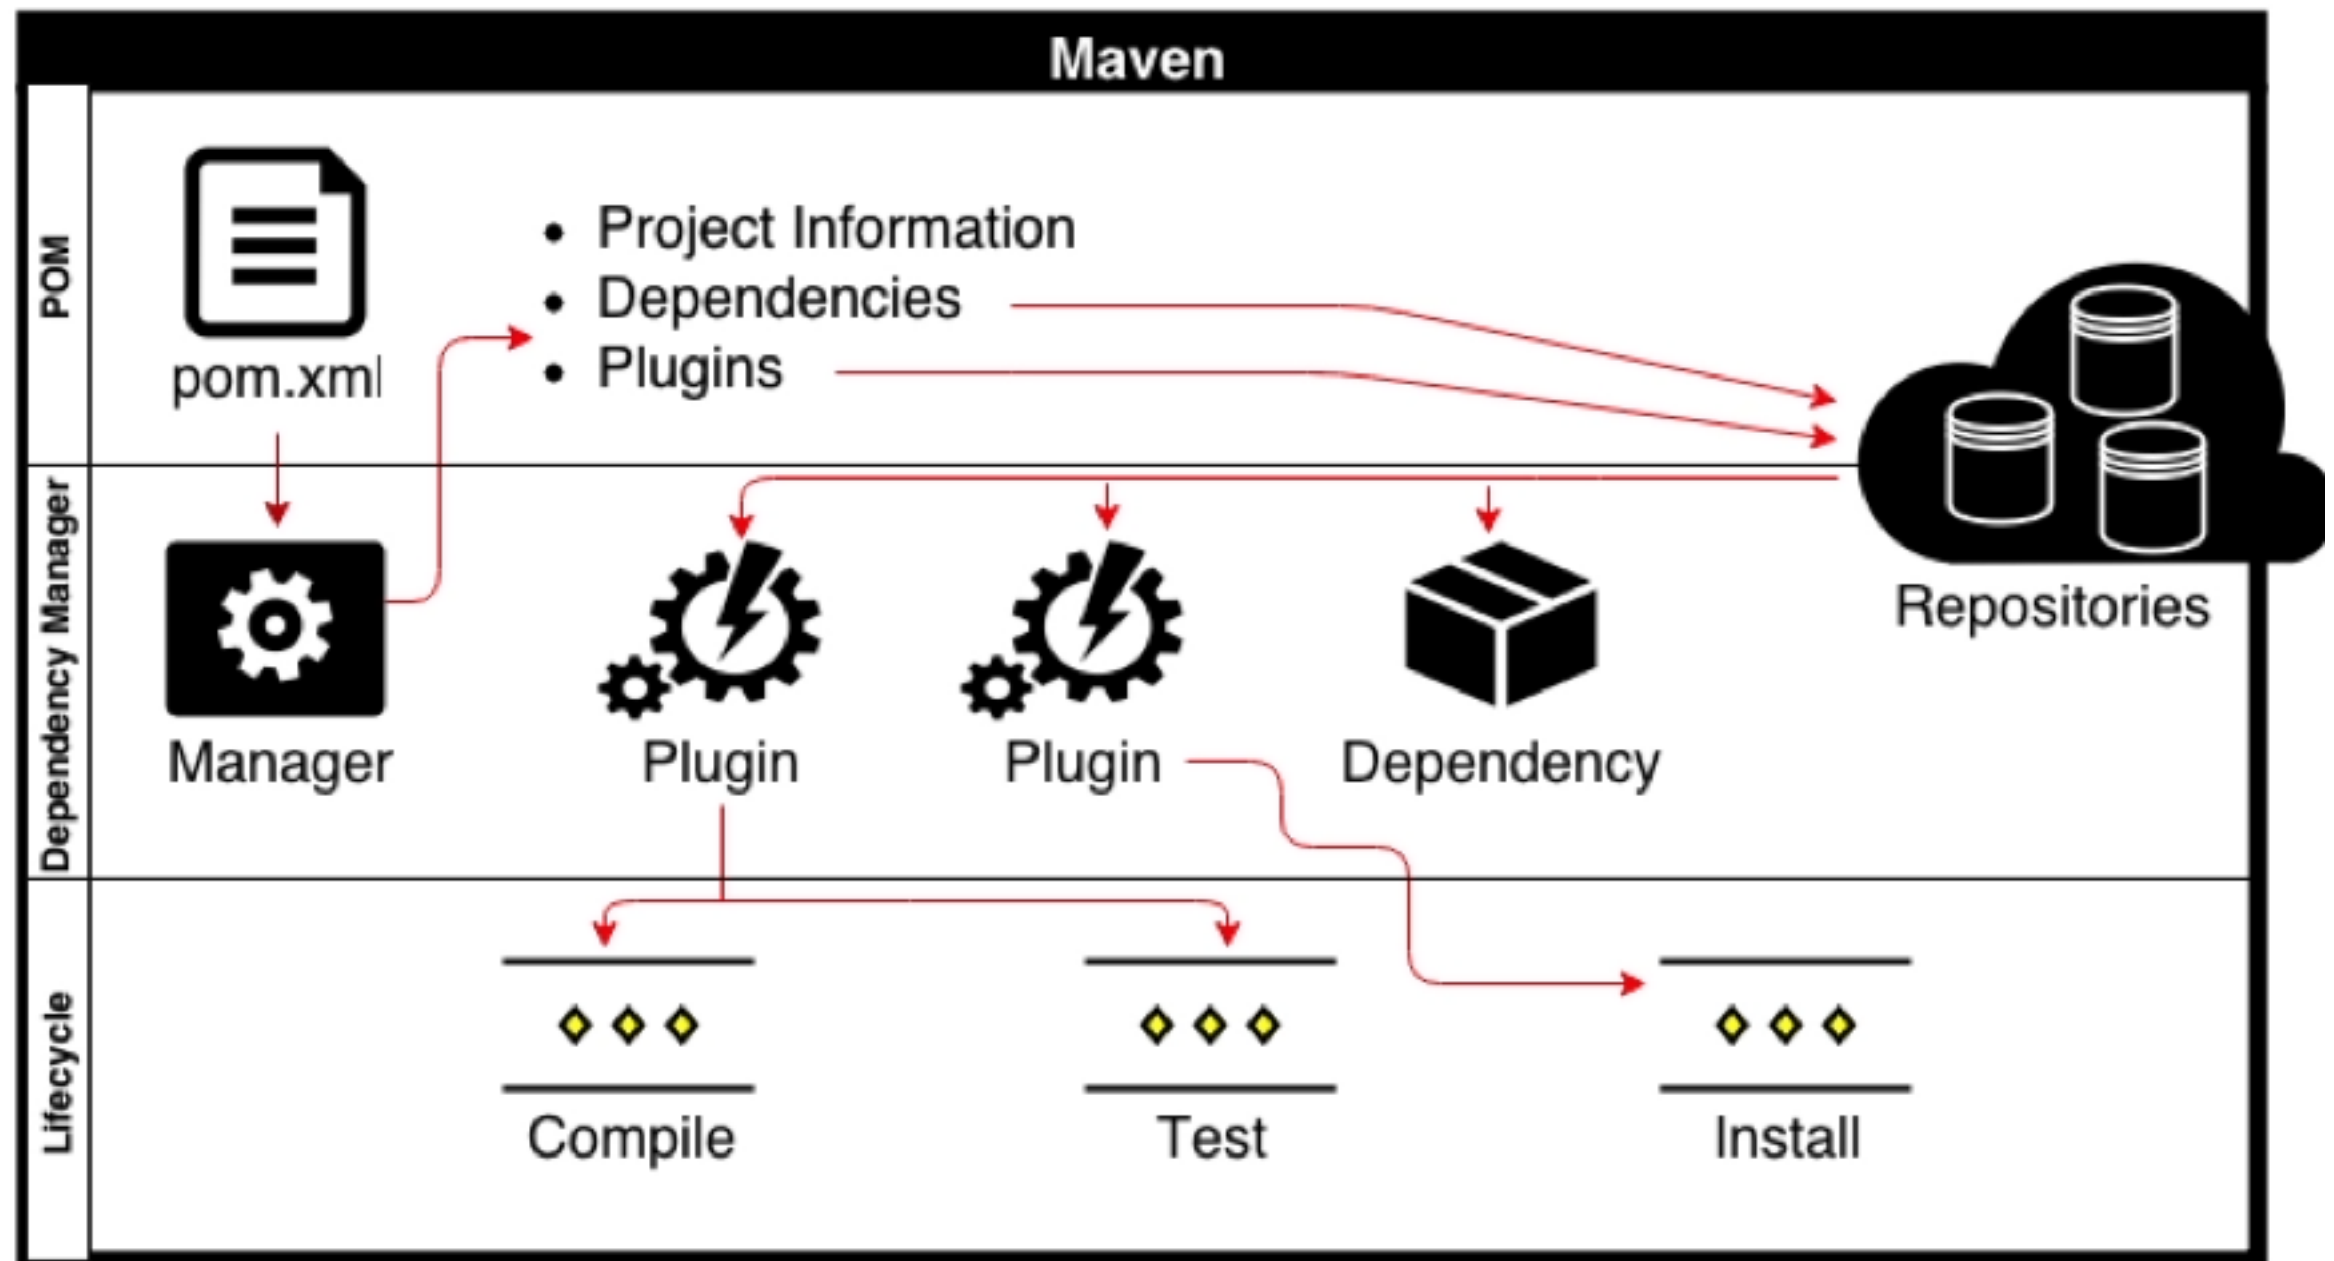 Maven
POM
pom.xml
• Project Information
• Dependencies
• Plugins
Repositories
Dependency Manager
Manager
Plugin
Plugin
Dependency
Lifecycle
Compile
Test
Install